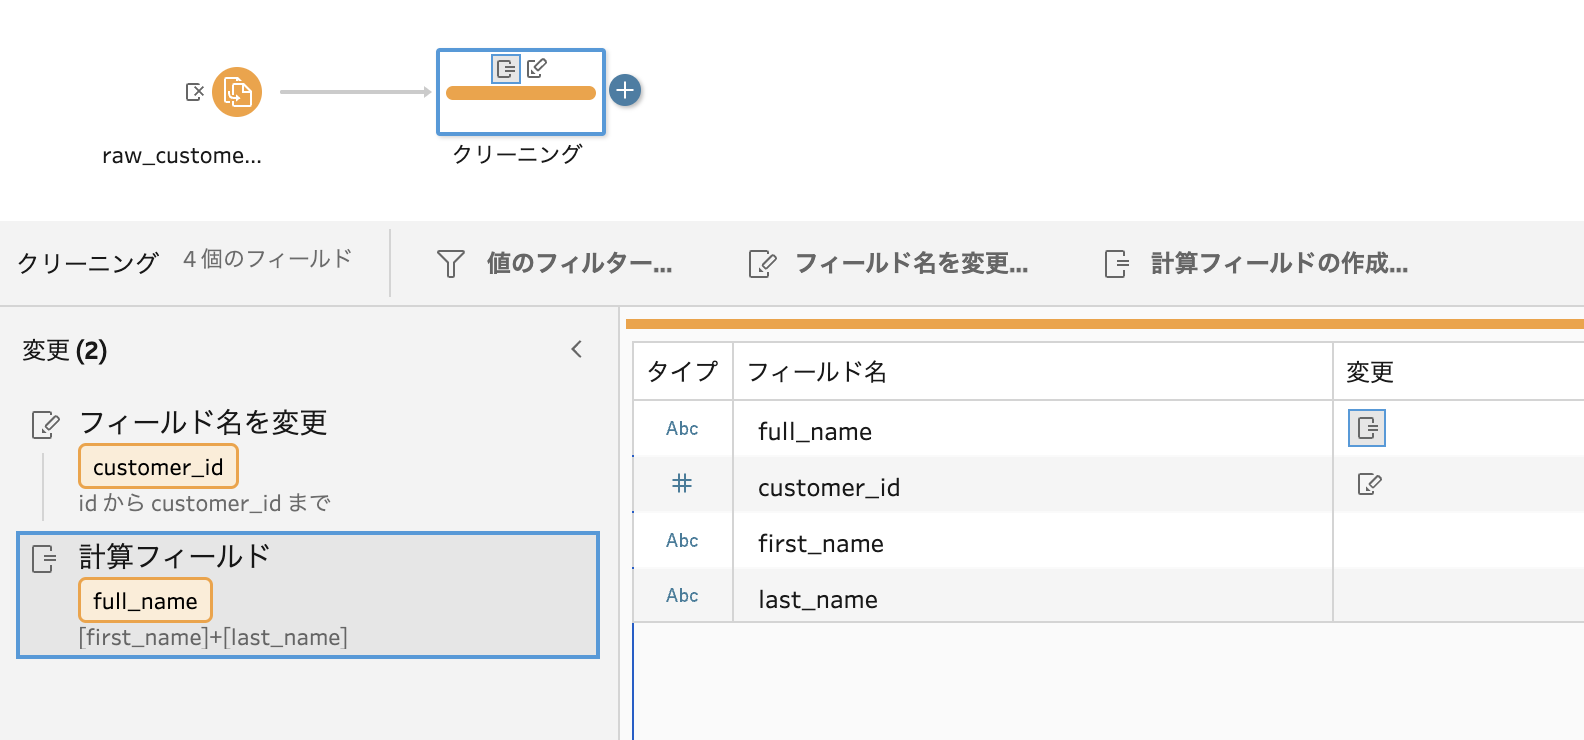 raw_custome...
クリーニング
クリーニング 4 個のフィールド 値のフィルター... フィールド名を変更... 計算フィールドの作成...
変更 (2)
フィールド名を変更
customer_id
id から customer_id まで
計算フィールド
full_name
[first_name]+[last_name]
タイプ フィールド名 変更
Abc full_name
# customer_id
Abc first_name
Abc last_name